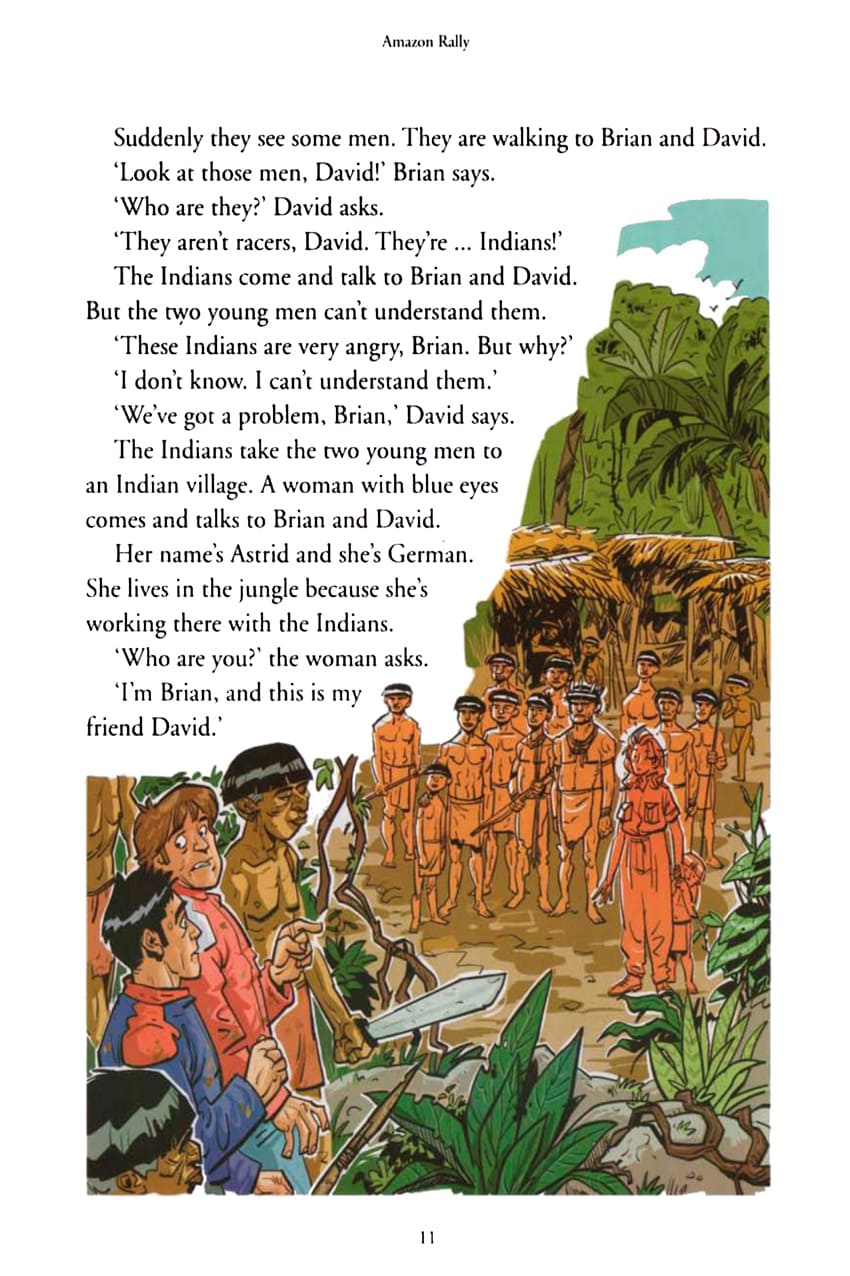 Amazon Rally
Suddenly they see some men. They are walking to Brian and David.
‘Look at those men, David!’ Brian says.
‘Who are they?’ David asks.
‘They aren’t racers, David. They’re ... Indians!’
The Indians come and talk to Brian and David.
But the two young men can’t understand them.
‘These Indians are very angry, Brian. But why?’
‘I don’t know. I can’t understand them.’
‘We’ve got a problem, Brian,’ David says.
The Indians take the two young men to
an Indian village. A woman with blue eyes
comes and talks to Brian and David.
Her name’s Astrid and she’s German.
She lives in the jungle because she’s
working there with the Indians.
‘Who are you?’ the woman asks.
‘I’m Brian, and this is my
friend David.’
11